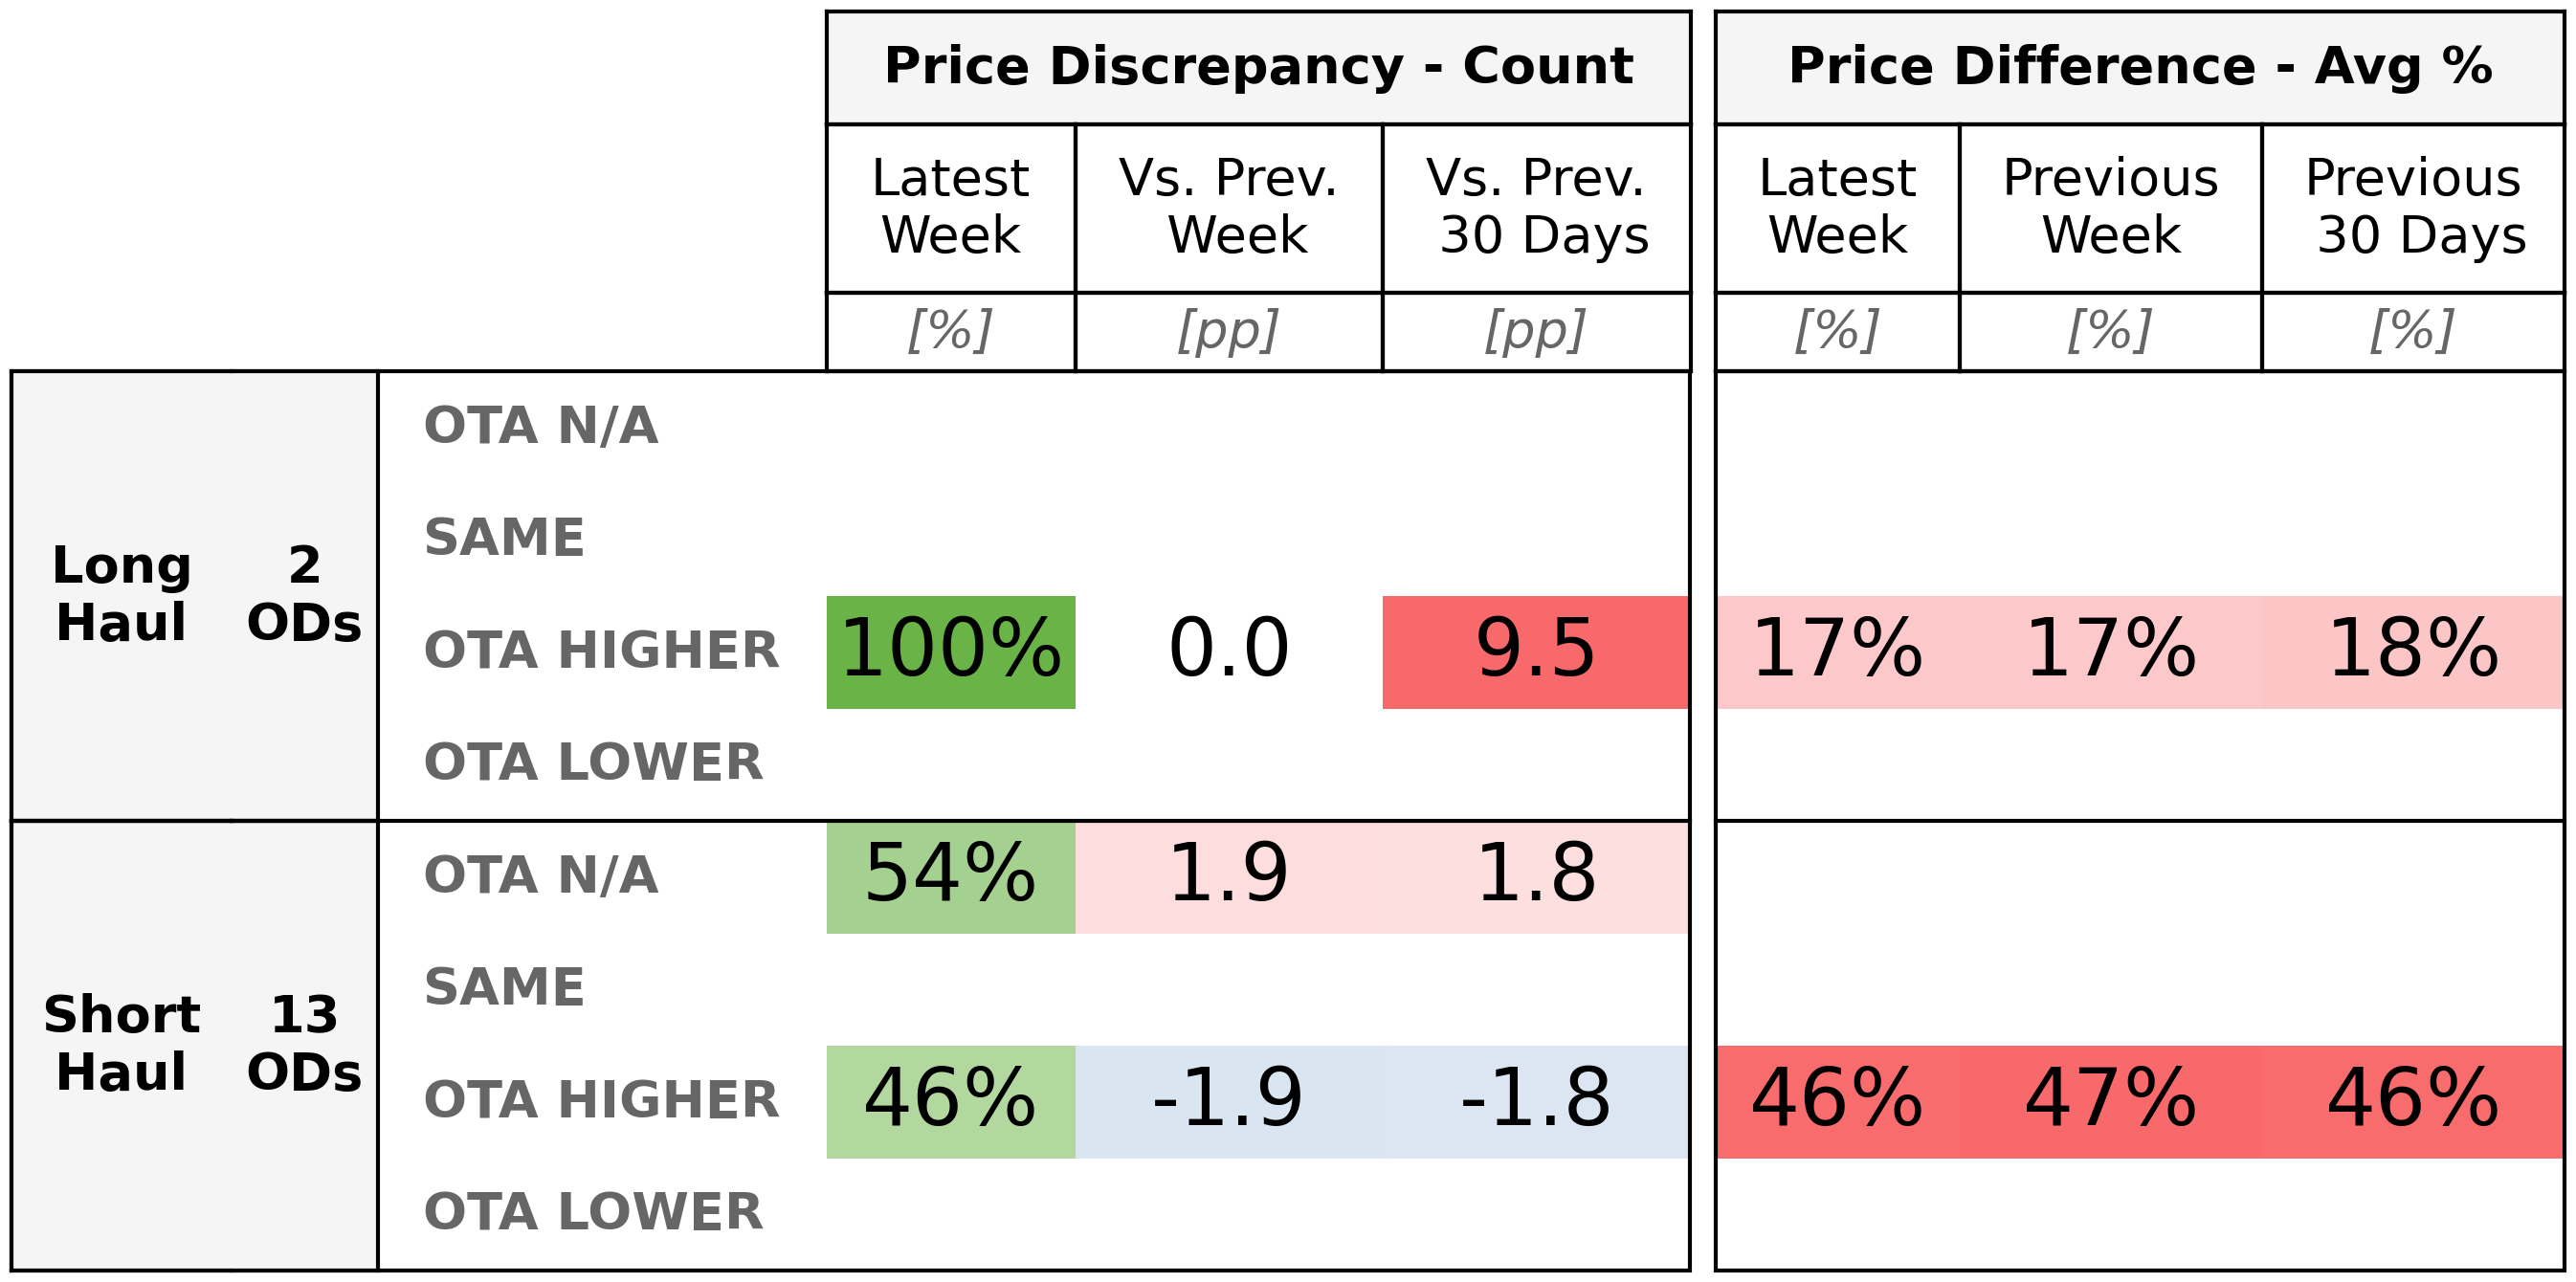 Price Discrepancy - Count Price Difference - Avg %
Latest Week Vs. Prev. Week Vs. Prev. 30 Days Latest Week Previous Week Previous 30 Days
[%] [pp] [pp] [%] [%] [%]
Long Haul 2 ODs
OTA N/A
SAME
OTA HIGHER 100% 0.0 9.5 17% 17% 18%
OTA LOWER
Short Haul 13 ODs
OTA N/A 54% 1.9 1.8
SAME
OTA HIGHER 46% -1.9 -1.8 46% 47% 46%
OTA LOWER